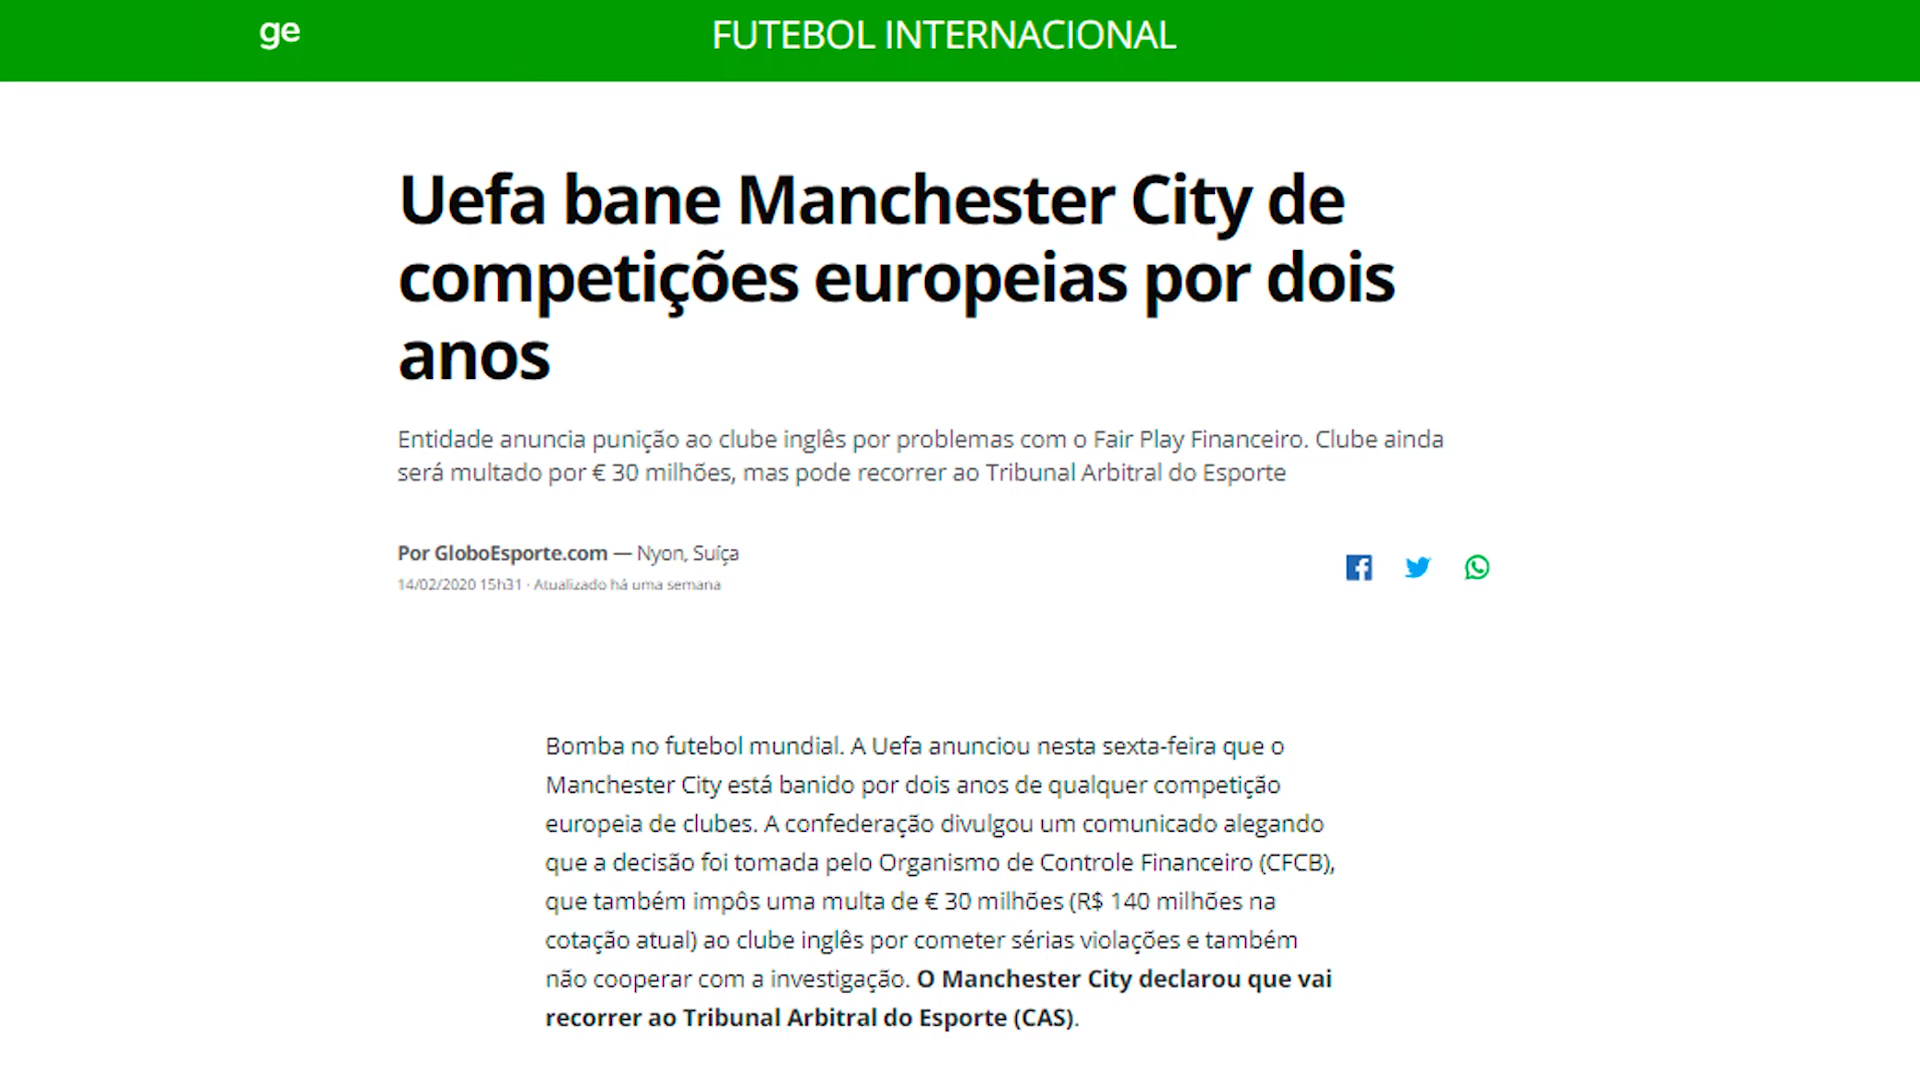 ge
FUTEBOL INTERNACIONAL
Uefa bane Manchester City de
competições europeias por dois
anos
Entidade anuncia punição ao clube inglês por problemas com o Fair Play Financeiro. Clube ainda
será multado por € 30 milhões, mas pode recorrer ao Tribunal Arbitral do Esporte
Por GloboEsporte.com — Nyon, Suíça
14/02/2020 15h31 · Atualizado há uma semana
Bomba no futebol mundial. A Uefa anunciou nesta sexta-feira que o
Manchester City está banido por dois anos de qualquer competição
europeia de clubes. A confederação divulgou um comunicado alegando
que a decisão foi tomada pelo Organismo de Controle Financeiro (CFCB),
que também impôs uma multa de € 30 milhões (R$ 140 milhões na
cotação atual) ao clube inglês por cometer sérias violações e também
não cooperar com a investigação. O Manchester City declarou que vai
recorrer ao Tribunal Arbitral do Esporte (CAS).